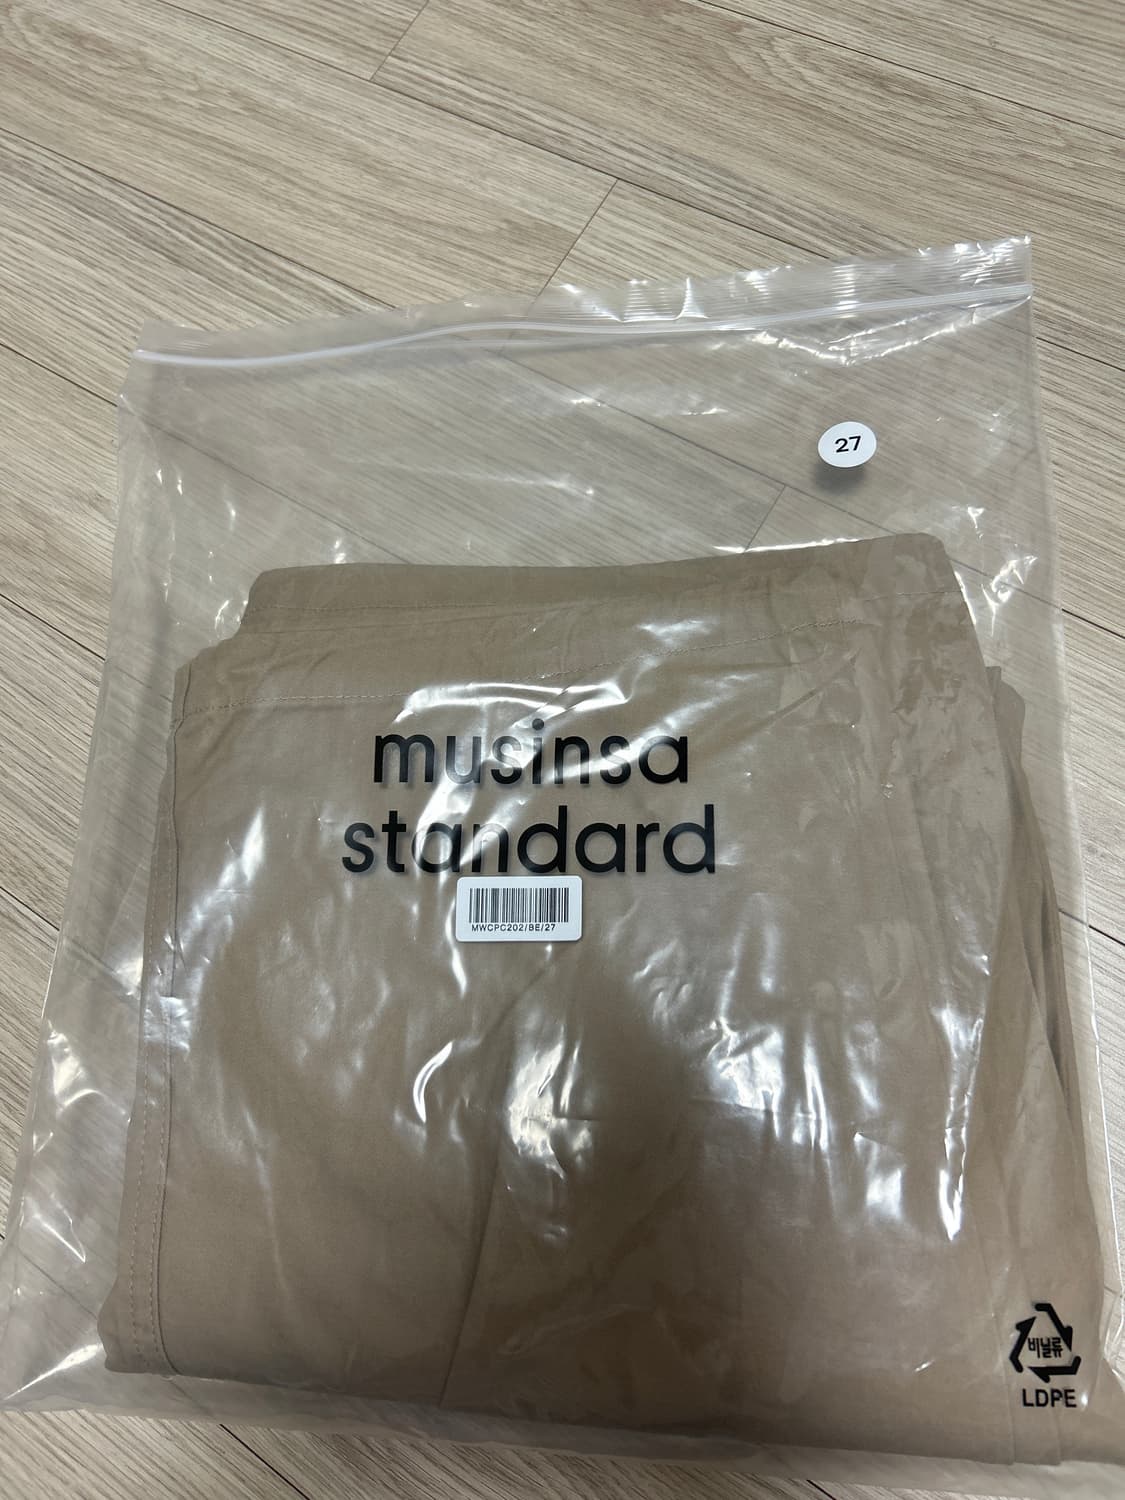 27
musinsa
standard
MWCPC202/BE/27
비닐류
LDPE